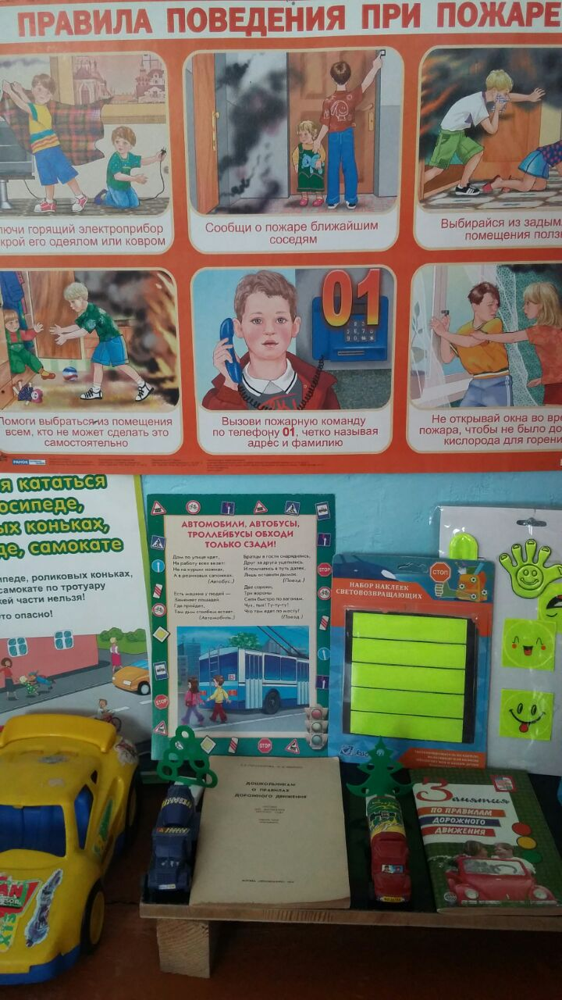 ПРАВИЛА ПОВЕДЕНИЯ ПРИ ПОЖАРЕ
лючи горящий электроприбор
крой его одеялом или ковром
Сообщи о пожаре ближайшим
соседям
Выбирайся из задым
помещения ползк
01
Помоги выбраться из помещения
всем, кто не может сделать это
самостоятельно
Вызови пожарную команду
по телефону 01, четко называя
адрес и фамилию
Не открывай окна во вре
пожара, чтобы не было до
кислорода для горени
РАНОК
я кататься
осипеде,
ых коньках,
де, самокате
ипеде, роликовых коньках,
самокате по тротуару
жей части нельзя!
Это опасно!
АВТОМОБИЛИ, АВТОБУСЫ,
ТРОЛЛЕЙБУСЫ ОБХОДИ
ТОЛЬКО СЗАДИ!
Дом по улице идет,
На работу всех везет:
Не на курьих ножках,
А в резиновых сапожках.
(Автобус.)
Есть машина у людей —
Заменяет лошадей.
Где пройдет,
Там дым столбом встает.
(Автомобиль.)
Братцы в гости снарядились,
Друг за друга уцепились
И помчались в путь далек,
Лишь оставили дымок.
(Поезд.)
Две сороки,
Три вороны
Сели быстро по вагонам.
Чух, пых! Ту-ту-ту!
Что там едет по мосту?
(Поезд.)
STOP
STOP
STOP
СТОП
НАБОР НАКЛЕЕК
СВЕТОВОЗВРАЩАЮЩИХ
ДОШКОЛЬНИКАМ
О ПРАВИЛАХ
ДОРОЖНОГО ДВИЖЕНИЯ
Занятия
ПО ПРАВИЛАМ
ДОРОЖНОГО
ДВИЖЕНИЯ